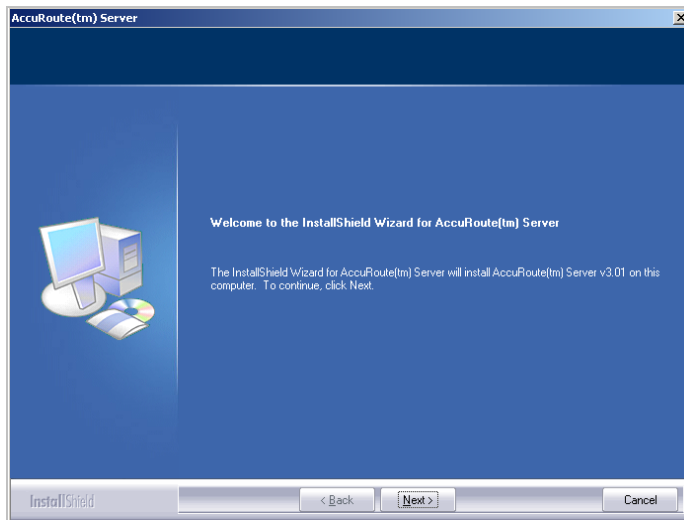 AccuRoute(tm) Server
Welcome to the InstallShield Wizard for AccuRoute(tm) Server
The InstallShield Wizard for AccuRoute(tm) Server will install AccuRoute(tm) Server v3.01 on this
computer. To continue, click Next.
InstallShield
< Back
Next >
Cancel